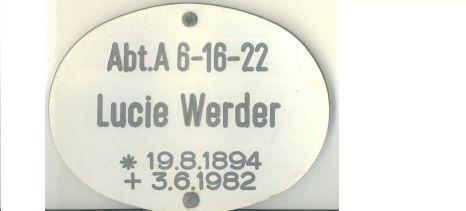 Abt.A 6-16-22
Lucie Werder
* 19.8.1894
+ 3.6.1982